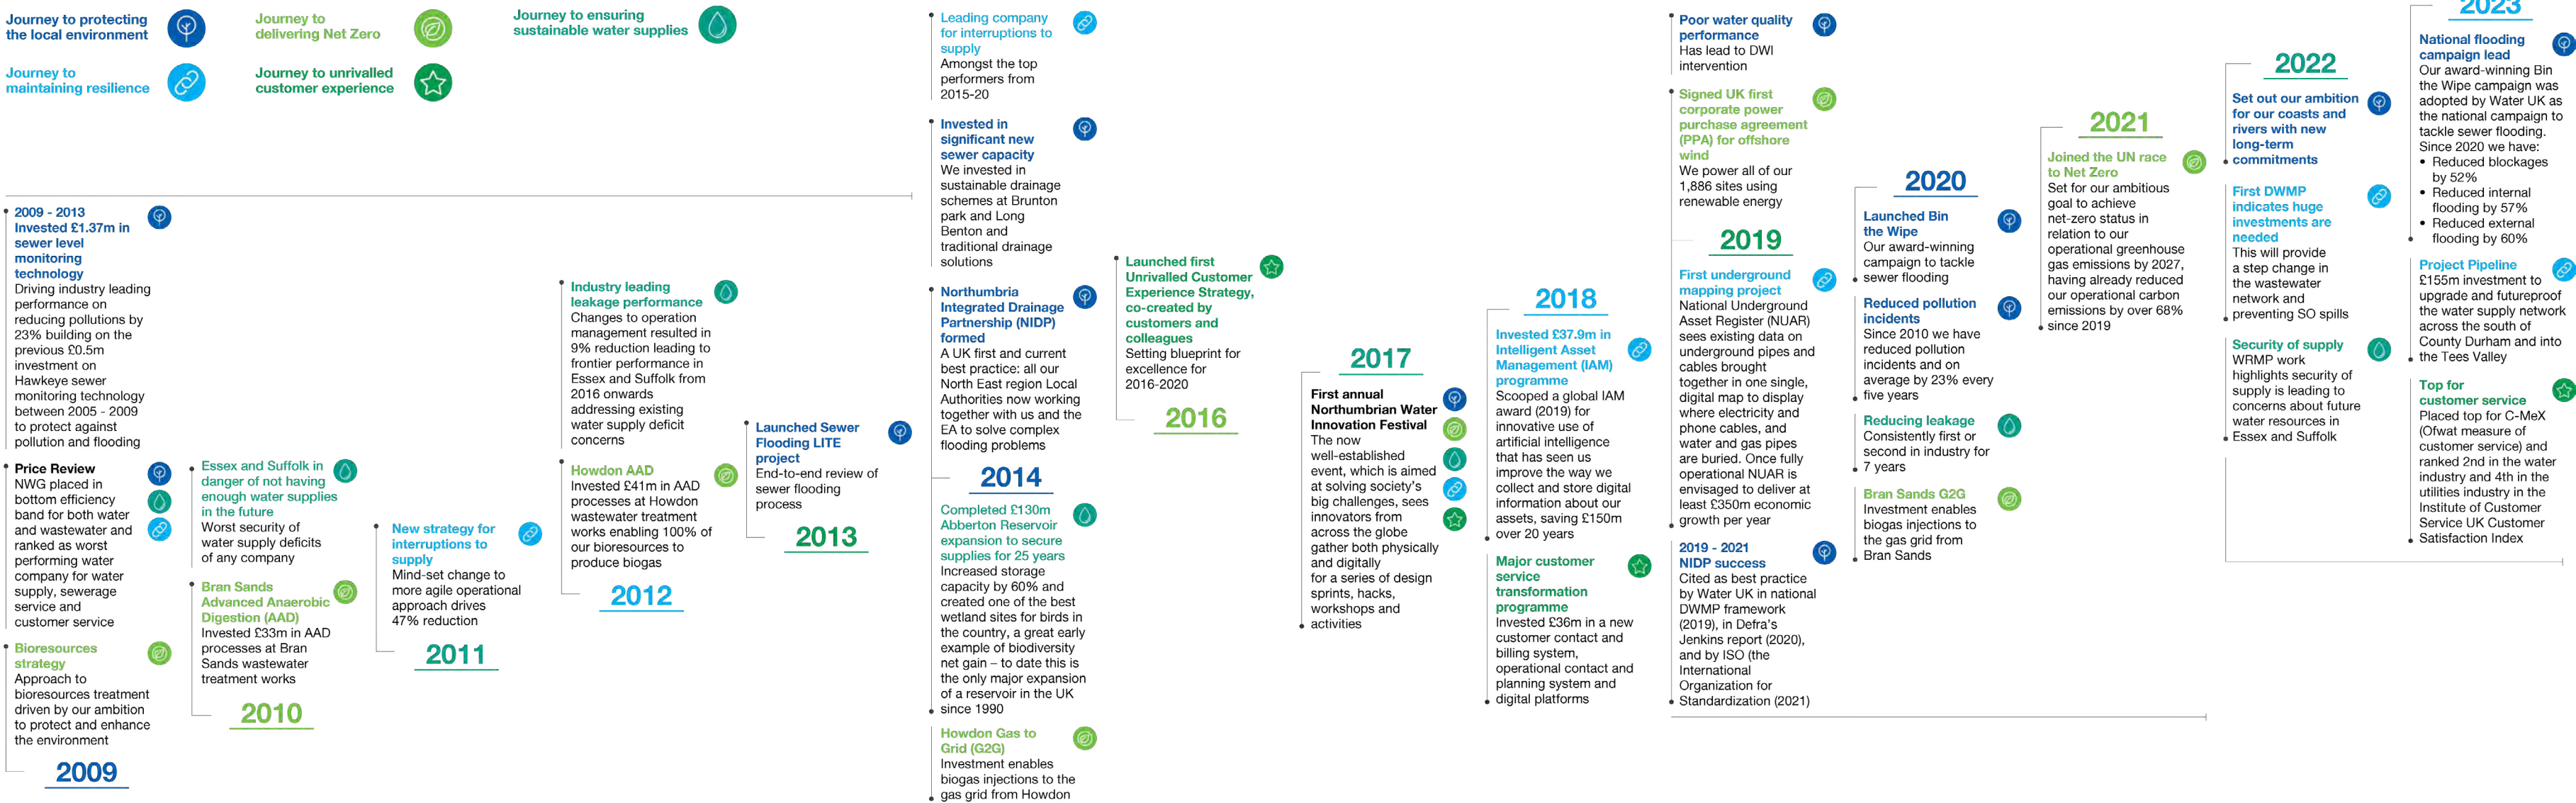 Journey to protecting
the local environment
Journey to
delivering Net Zero
Journey to ensuring
sustainable water supplies
Journey to
maintaining resilience
Journey to unrivalled
customer experience
2009 - 2013
Invested £1.37m in
sewer level
monitoring
technology
Driving industry leading
performance on
reducing pollutions by
23% building on the
previous £0.5m
investment on
Hawkeye sewer
monitoring technology
between 2005 - 2009
to protect against
pollution and flooding
Price Review
NWG placed in
bottom efficiency
band for both water
and wastewater and
ranked as worst
performing water
company for water
supply, sewerage
service and
customer service
Bioresources
strategy
Approach to
bioresources treatment
driven by our ambition
to protect and enhance
the environment
2009
Essex and Suffolk in
danger of not having
enough water supplies
in the future
Worst security of
water supply deficits
of any company
Bran Sands
Advanced Anaerobic
Digestion (AAD)
Invested £33m in AAD
processes at Bran
Sands wastewater
treatment works
2010
New strategy for
interruptions to
supply
Mind-set change to
more agile operational
approach drives
47% reduction
2011
Industry leading
leakage performance
Changes to operation
management resulted in
9% reduction leading to
frontier performance in
Essex and Suffolk from
2016 onwards
addressing existing
water supply deficit
concerns
Howdon AAD
Invested £41m in AAD
processes at Howdon
wastewater treatment
works enabling 100% of
our bioresources to
produce biogas
2012
Launched Sewer
Flooding LITE
project
End-to-end review of
sewer flooding
process
2013
Leading company
for interruptions to
supply
Amongst the top
performers from
2015-20
Invested in
significant new
sewer capacity
We invested in
sustainable drainage
schemes at Brunton
park and Long
Benton and
traditional drainage
solutions
Northumbria
Integrated Drainage
Partnership (NIDP)
formed
A UK first and current
best practice: all our
North East region Local
Authorities now working
together with us and the
EA to solve complex
flooding problems
2014
Completed £130m
Abberton Reservoir
expansion to secure
supplies for 25 years
Increased storage
capacity by 60% and
created one of the best
wetland sites for birds in
the country, a great early
example of biodiversity
net gain – to date this is
the only major expansion
of a reservoir in the UK
since 1990
Howdon Gas to
Grid (G2G)
Investment enables
biogas injections to the
gas grid from Howdon
Launched first
Unrivalled Customer
Experience Strategy,
co-created by
customers and
colleagues
Setting blueprint for
excellence for
2016-2020
2016
2017
First annual
Northumbrian Water
Innovation Festival
The now
well-established
event, which is aimed
at solving society's
big challenges, sees
innovators from
across the globe
gather both physically
and digitally
for a series of design
sprints, hacks,
workshops and
activities
2018
Invested £37.9m in
Intelligent Asset
Management (IAM)
programme
Scooped a global IAM
award (2019) for
innovative use of
artificial intelligence
that has seen us
improve the way we
collect and store digital
information about our
assets, saving £150m
over 20 years
Major customer
service
transformation
programme
Invested £36m in a new
customer contact and
billing system,
operational contact and
planning system and
digital platforms
Poor water quality
performance
Has lead to DWI
intervention
Signed UK first
corporate power
purchase agreement
(PPA) for offshore
wind
We power all of our
1,886 sites using
renewable energy
2019
First underground
mapping project
National Underground
Asset Register (NUAR)
sees existing data on
underground pipes and
cables brought
together in one single,
digital map to display
where electricity and
phone cables, and
water and gas pipes
are buried. Once fully
operational NUAR is
envisaged to deliver at
least £350m economic
growth per year
2019 - 2021
NIDP success
Cited as best practice
by Water UK in national
DWMP framework
(2019), in Defra's
Jenkins report (2020),
and by ISO (the
International
Organization for
Standardization (2021)
2020
Launched Bin
the Wipe
Our award-winning
campaign to tackle
sewer flooding
Reduced pollution
incidents
Since 2010 we have
reduced pollution
incidents and on
average by 23% every
five years
Reducing leakage
Consistently first or
second in industry for
7 years
Bran Sands G2G
Investment enables
biogas injections to
the gas grid from
Bran Sands
2021
Joined the UN race
to Net Zero
Set for our ambitious
goal to achieve
net-zero status in
relation to our
operational greenhouse
gas emissions by 2027,
having already reduced
our operational carbon
emissions by over 68%
since 2019
2022
Set out our ambition
for our coasts and
rivers with new
long-term
commitments
First DWMP
indicates huge
investments are
needed
This will provide
a step change in
the wastewater
network and
preventing SO spills
Security of supply
WRMP work
highlights security of
supply is leading to
concerns about future
water resources in
Essex and Suffolk
2023
National flooding
campaign lead
Our award-winning Bin
the Wipe campaign was
adopted by Water UK as
the national campaign to
tackle sewer flooding.
Since 2020 we have:
• Reduced blockages
by 52%
• Reduced internal
flooding by 57%
• Reduced external
flooding by 60%
Project Pipeline
£155m investment to
upgrade and futureproof
the water supply network
across the south of
County Durham and into
the Tees Valley
Top for
customer service
Placed top for C-MeX
(Ofwat measure of
customer service) and
ranked 2nd in the water
industry and 4th in the
utilities industry in the
Institute of Customer
Service UK Customer
Satisfaction Index